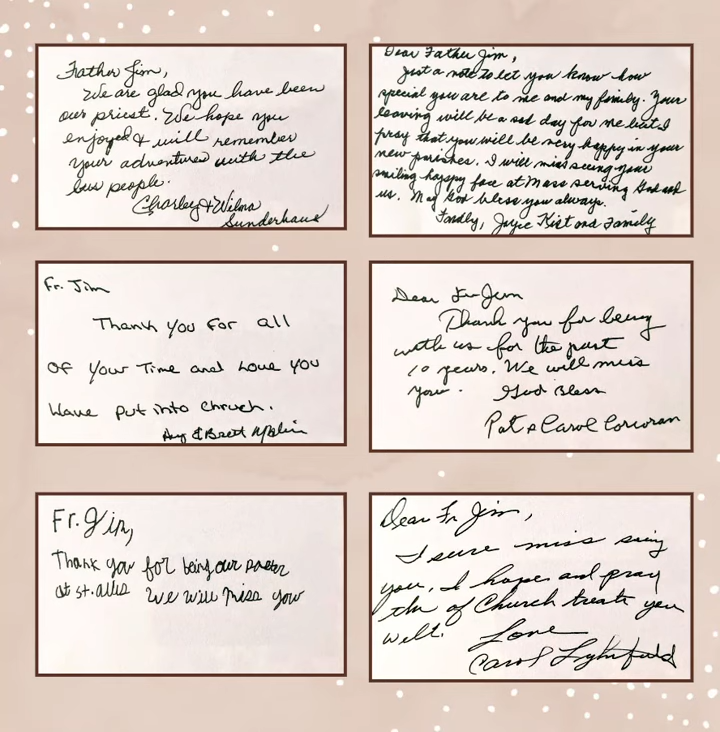 Father Jim,
We are glad you have been
our priest. We hope you
enjoyed & will remember
your adventures with the
bus people.
Charley & Wilma
Sunderhaus
Dear Father Jim,
Just a note to let you know how
special you are to me and my family. Your
leaving will be a sad day for me but I
pray that you will be very happy in your
new parishes. I will miss seeing your
smiling happy face at Mass serving God and
us. May God bless you always.
Fondly, Joyce Kist and Family
Fr. Jim
Thank you for all
of your Time and Love you
have put into chruch.
Amy & Brett
Dear Fr Jim
Thank you for being
with us for the past
10 years. We will miss
you. God Bless
Pat & Carol Corcoran
Fr. Jim,
Thank you for being our
at st. We will miss you
Dear Fr Jim,
I sure miss seing
you, I hope and pray
the of Church treats you
well. Love
Carol